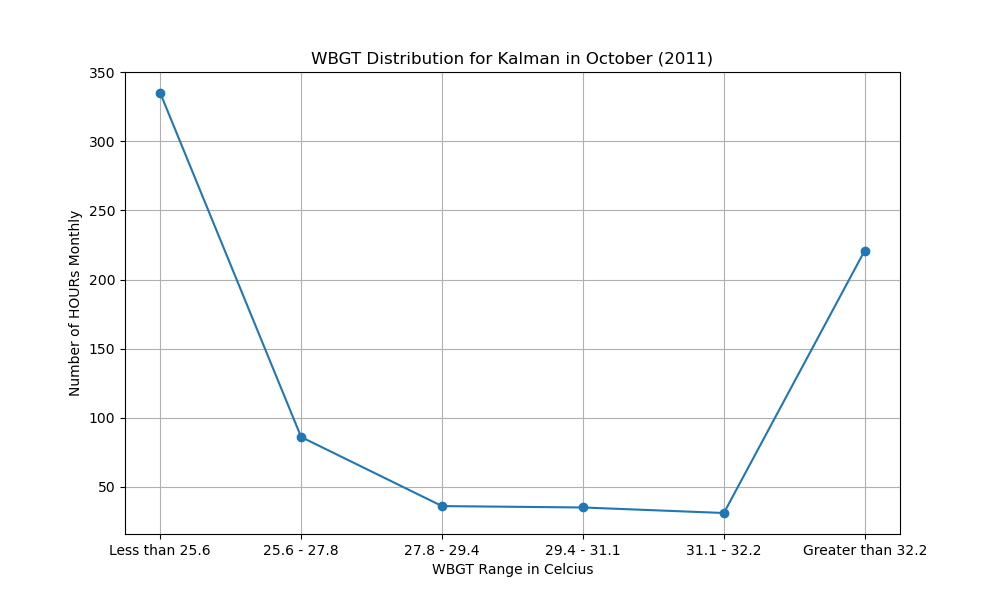 WBGT Distribution for Kalman in October (2011)
350
300
250
200
150
100
50
Number of HOURs Monthly
Less than 25.6
25.6 - 27.8
27.8 - 29.4
29.4 - 31.1
31.1 - 32.2
Greater than 32.2
WBGT Range in Celcius